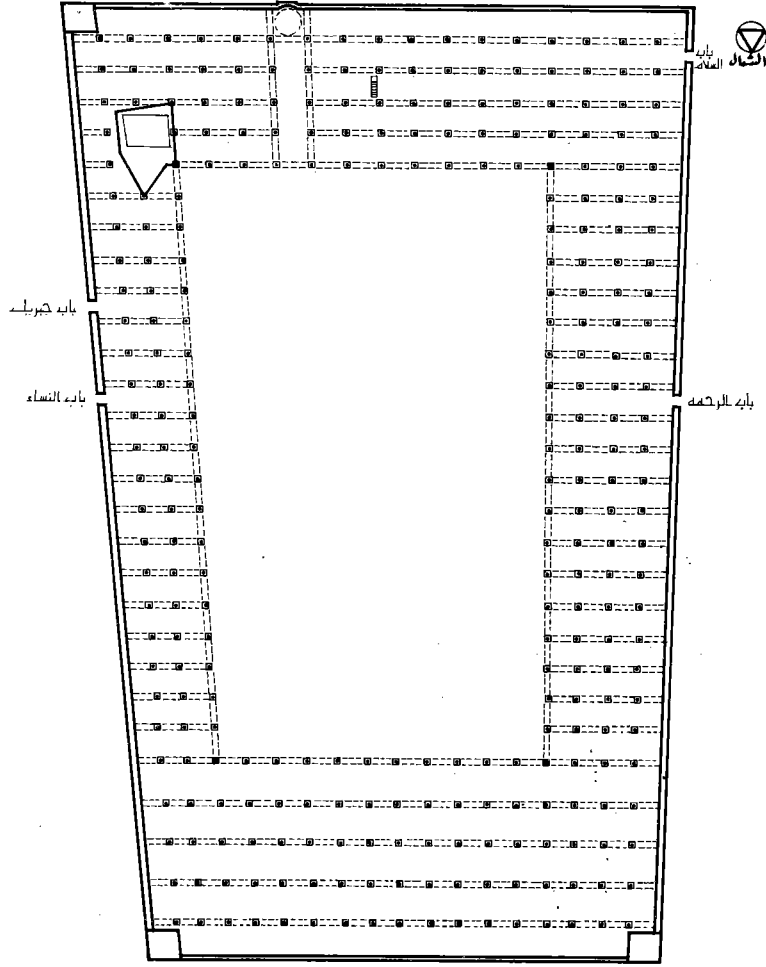 باب
السلام
الشمال
باب جبريل
باب النساء
باب الرحمه